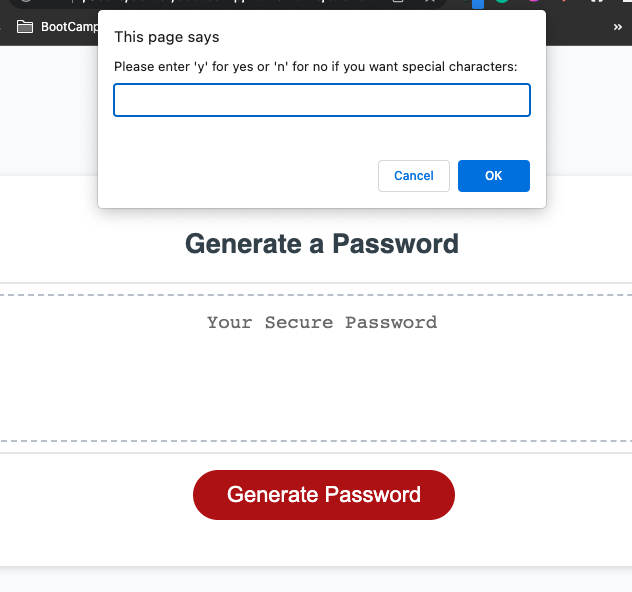 BootCamp
»
This page says
Please enter 'y' for yes or 'n' for no if you want special characters:
Cancel
OK
Generate a Password
Your Secure Password
Generate Password